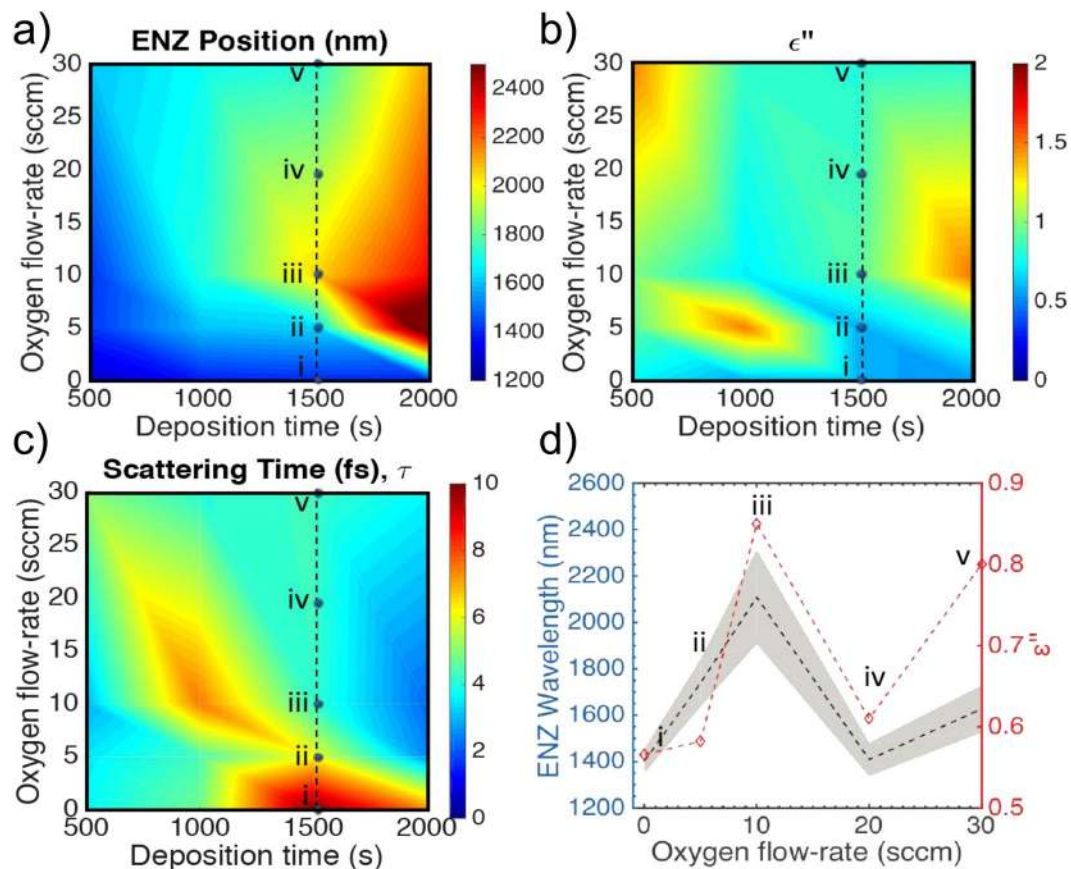 a)
ENZ Position (nm)
Oxygen flow-rate (sccm)
30
25
20
15
10
5
0
500 1000 1500 2000
Deposition time (s)
v
iv
iii
ii
i
2400
2200
2000
1800
1600
1400
1200
b)
ϵ"
Oxygen flow-rate (sccm)
30
25
20
15
10
5
0
500 1000 1500 2000
Deposition time (s)
v
iv
iii
ii
i
2
1.5
1
0.5
0
c)
Scattering Time (fs), τ
Oxygen flow-rate (sccm)
30
25
20
15
10
5
0
500 1000 1500 2000
Deposition time (s)
v
iv
iii
ii
i
10
8
6
4
2
0
d)
ENZ Wavelength (nm)
2600
2400
2200
2000
1800
1600
1400
1200
0 10 20 30
Oxygen flow-rate (sccm)
i
ii
iii
iv
v
0.9
0.8
0.7
0.6
0.5
ε"